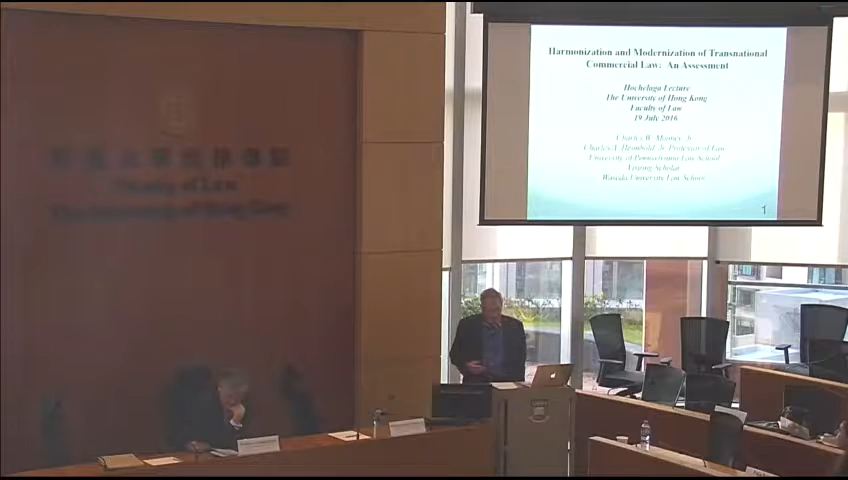 Faculty of Law
The University of Hong Kong
Harmonization and Modernization of Transnational
Commercial Law: An Assessment
Hochelaga Lecture
The University of Hong Kong
Faculty of Law
19 July 2016
Charles W. Mooney, Jr.
Charles A. Heimbold, Jr. Professor of Law
University of Pennsylvania Law School
Visiting Scholar
Waseda University Law School
1